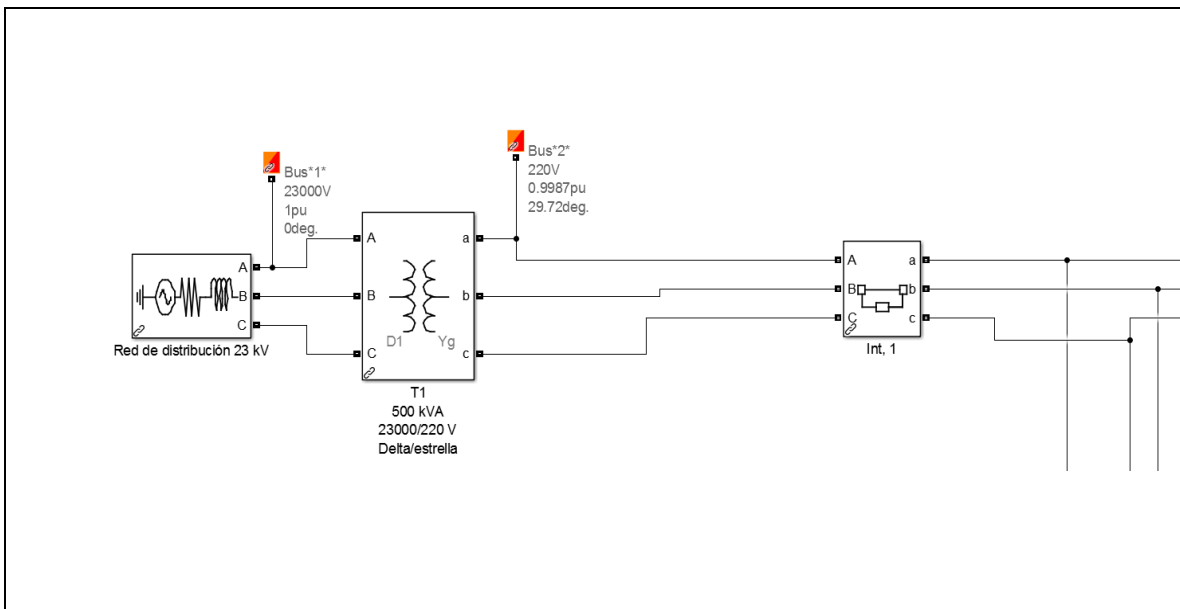 Bus*1*
23000V
1pu
0deg.
Bus*2*
220V
0.9987pu
29.72deg.
A
B
C
Red de distribución 23 kV
A
B
C
a
b
c
D1
Yg
T1
500 kVA
23000/220 V
Delta/estrella
A
B
C
a
b
c
Int, 1